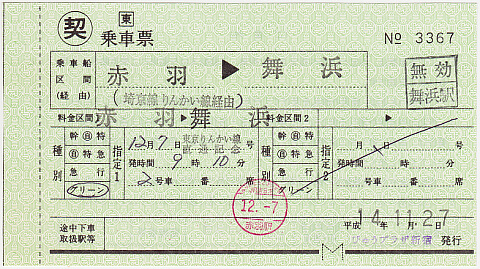 契 東 乗車票 № 3367
乗車船区間(経由) 赤羽 ▶ 舞浜
(埼京線りんかい線経由)
無効
舞浜駅
料金区間1 赤羽▶舞浜 料金区間2 ▶
種別 幹 自 特 幹 自 特急 急行 グリーン
指定1 12月7日 東京りんかい線直通記念
発時間 9時10分
2号車 番 席
種別 幹 自 特 急行 グリーン
指定2 月 日
発時間 時 分
号車 番 席
12.-7
赤羽駅
途中下車
取扱駅等
平成 14年11月27日
びゅうプラザ新宿 発行